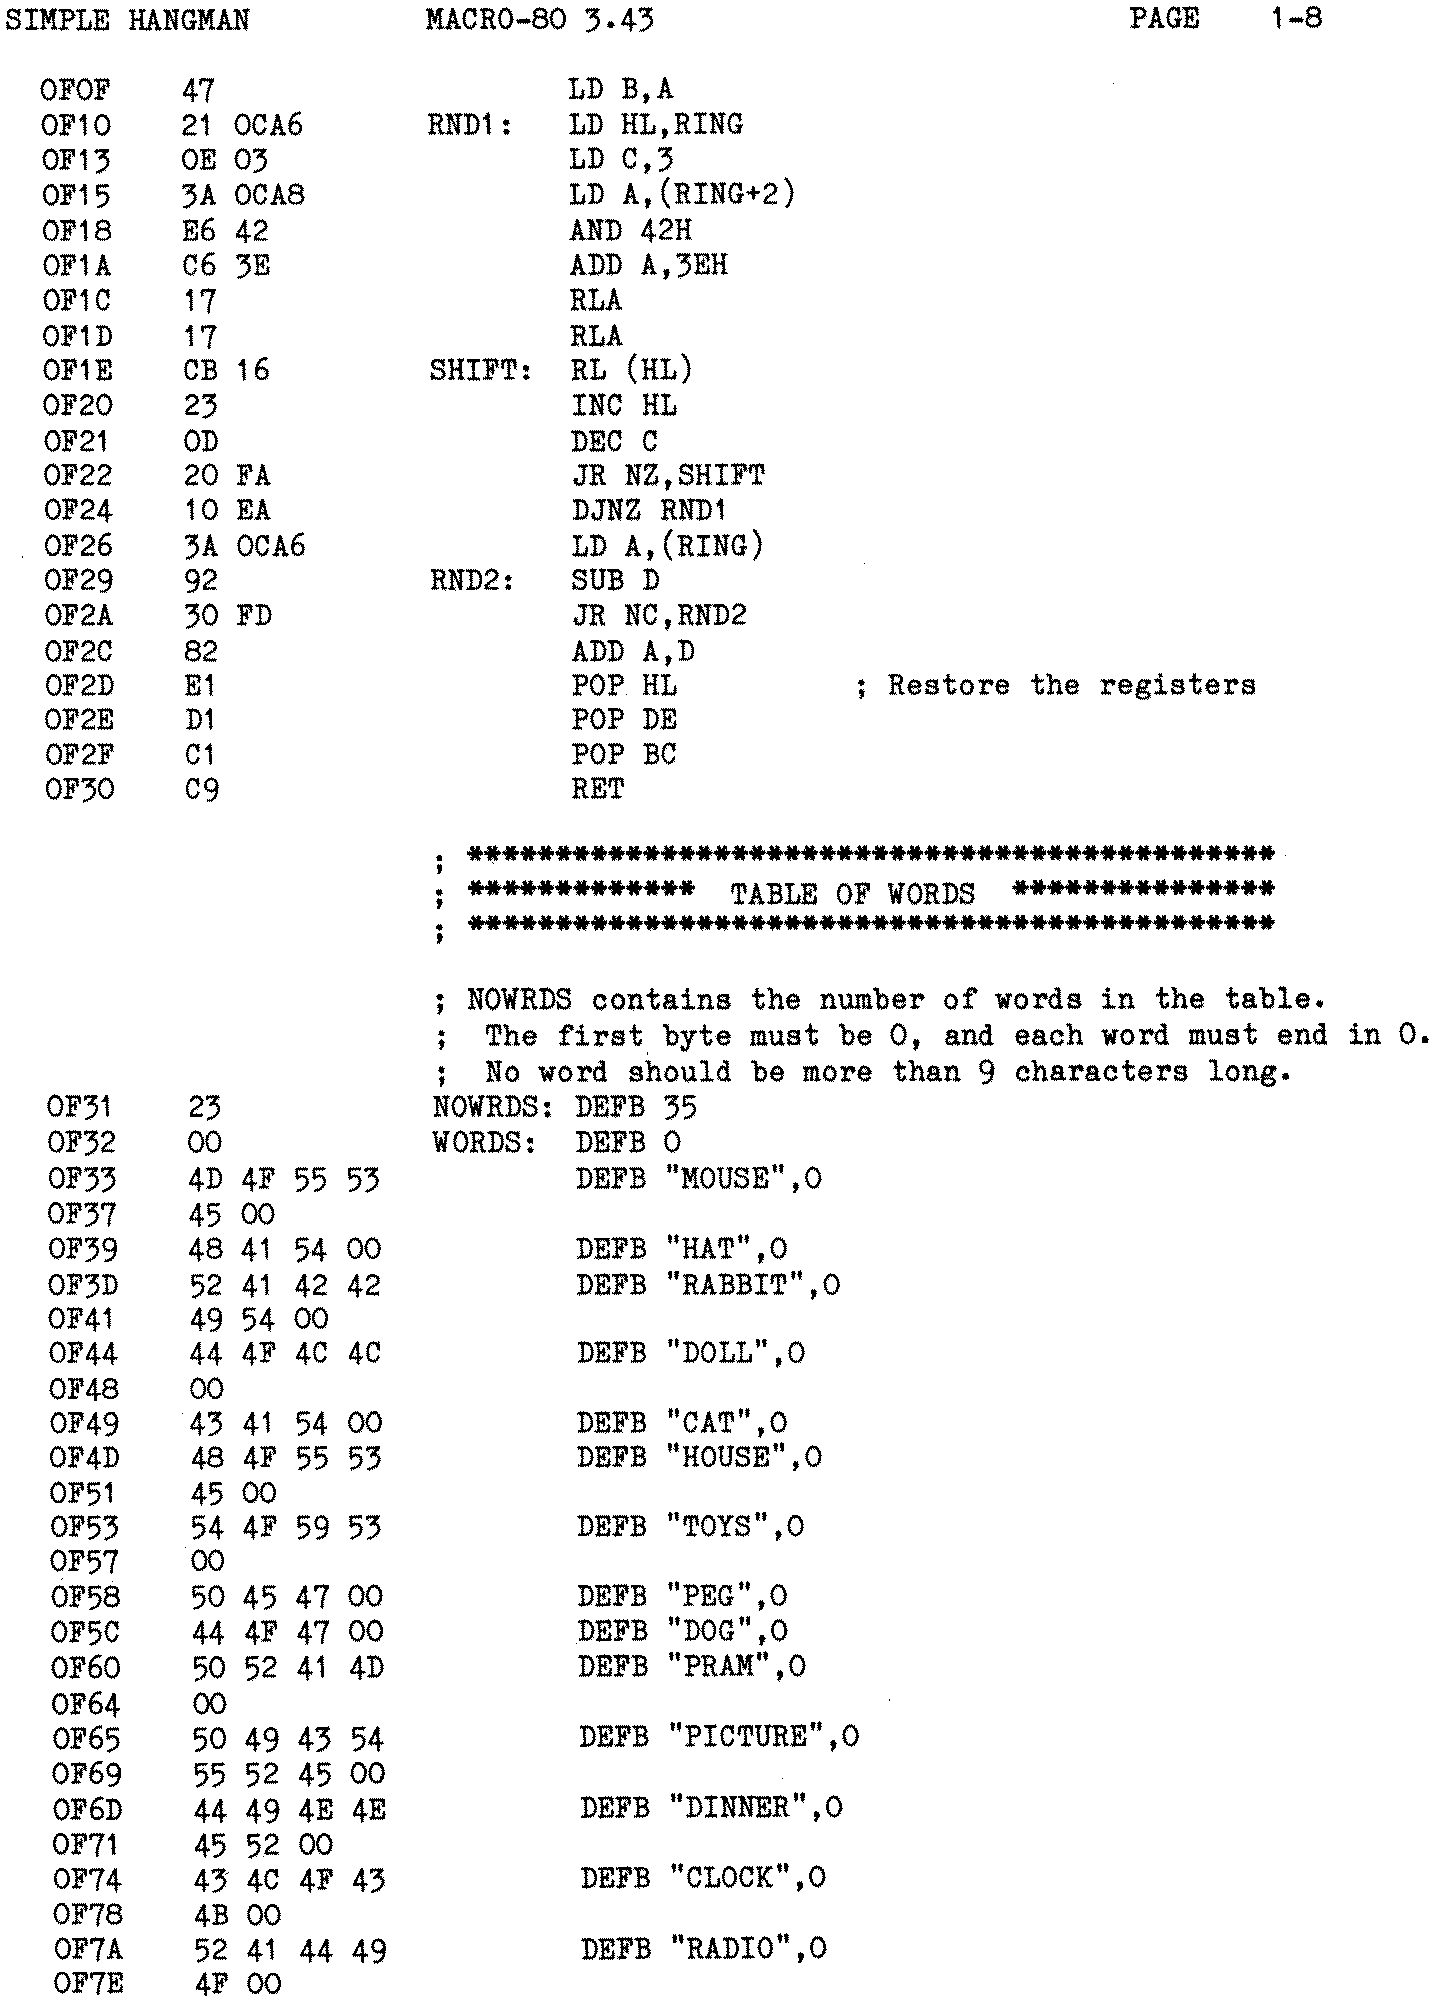 SIMPLE HANGMAN MACRO-80 3.43 PAGE 1-8
0F0F 47 LD B,A
0F10 21 0CA6 RND1: LD HL,RING
0F13 0E 03 LD C,3
0F15 3A 0CA8 LD A,(RING+2)
0F18 E6 42 AND 42H
0F1A C6 3E ADD A,3EH
0F1C 17 RLA
0F1D 17 RLA
0F1E CB 16 SHIFT: RL (HL)
0F20 23 INC HL
0F21 0D DEC C
0F22 20 FA JR NZ,SHIFT
0F24 10 EA DJNZ RND1
0F26 3A 0CA6 LD A,(RING)
0F29 92 RND2: SUB D
0F2A 30 FD JR NC,RND2
0F2C 82 ADD A,D
0F2D E1 POP HL ; Restore the registers
0F2E D1 POP DE
0F2F C1 POP BC
0F30 C9 RET
; **********************************************
; ************* TABLE OF WORDS ***************
; **********************************************
; NOWRDS contains the number of words in the table.
; The first byte must be 0, and each word must end in 0.
; No word should be more than 9 characters long.
0F31 23 NOWRDS: DEFB 35
0F32 00 WORDS: DEFB 0
0F33 4D 4F 55 53 DEFB "MOUSE",0
0F37 45 00
0F39 48 41 54 00 DEFB "HAT",0
0F3D 52 41 42 42 DEFB "RABBIT",0
0F41 49 54 00
0F44 44 4F 4C 4C DEFB "DOLL",0
0F48 00
0F49 43 41 54 00 DEFB "CAT",0
0F4D 48 4F 55 53 DEFB "HOUSE",0
0F51 45 00
0F53 54 4F 59 53 DEFB "TOYS",0
0F57 00
0F58 50 45 47 00 DEFB "PEG",0
0F5C 44 4F 47 00 DEFB "DOG",0
0F60 50 52 41 4D DEFB "PRAM",0
0F64 00
0F65 50 49 43 54 DEFB "PICTURE",0
0F69 55 52 45 00
0F6D 44 49 4E 4E DEFB "DINNER",0
0F71 45 52 00
0F74 43 4C 4F 43 DEFB "CLOCK",0
0F78 4B 00
0F7A 52 41 44 49 DEFB "RADIO",0
0F7E 4F 00